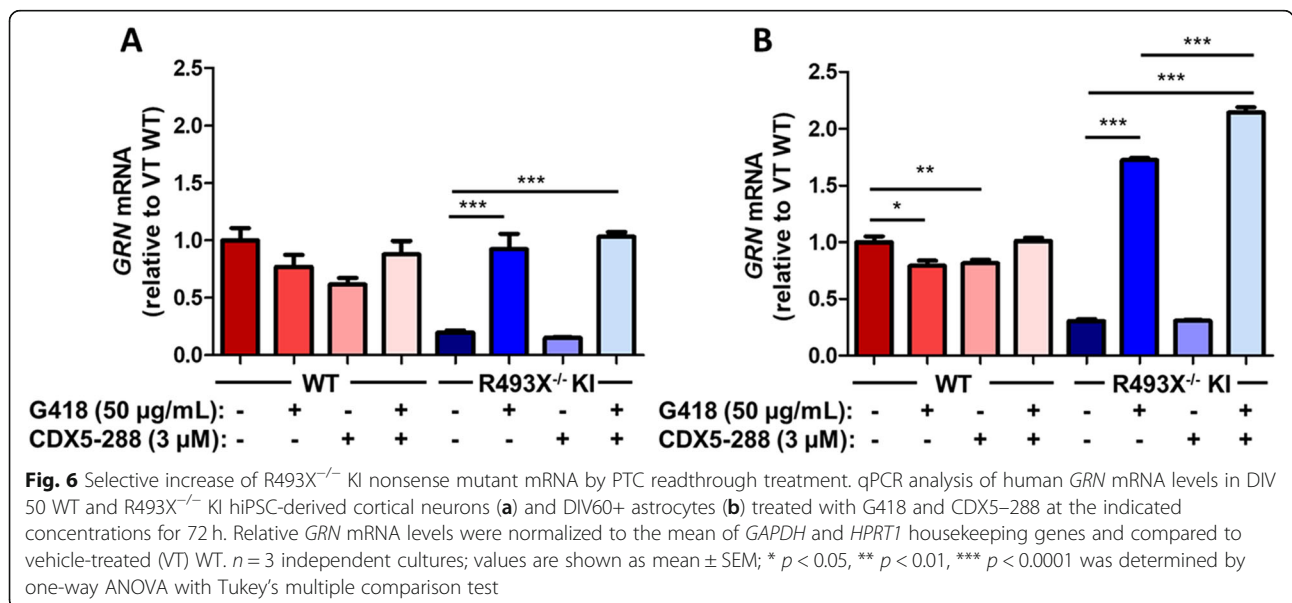 A
2.5
2.0
1.5
1.0
0.5
0.0
GRN mRNA
(relative to VT WT)
***
***
WT
R493X⁻/⁻ KI
G418 (50 µg/mL): - + - + - + - +
CDX5-288 (3 µM): - - + + - - + +
B
2.5
2.0
1.5
1.0
0.5
0.0
GRN mRNA
(relative to VT WT)
***
***
***
**
*
WT
R493X⁻/⁻ KI
G418 (50 µg/mL): - + - + - + - +
CDX5-288 (3 µM): - - + + - - + +
Fig. 6 Selective increase of R493X⁻/⁻ KI nonsense mutant mRNA by PTC readthrough treatment. qPCR analysis of human GRN mRNA levels in DIV
50 WT and R493X⁻/⁻ KI hiPSC-derived cortical neurons (a) and DIV60+ astrocytes (b) treated with G418 and CDX5–288 at the indicated
concentrations for 72 h. Relative GRN mRNA levels were normalized to the mean of GAPDH and HPRT1 housekeeping genes and compared to
vehicle-treated (VT) WT. n = 3 independent cultures; values are shown as mean ± SEM; * p < 0.05, ** p < 0.01, *** p < 0.0001 was determined by
one-way ANOVA with Tukey's multiple comparison test